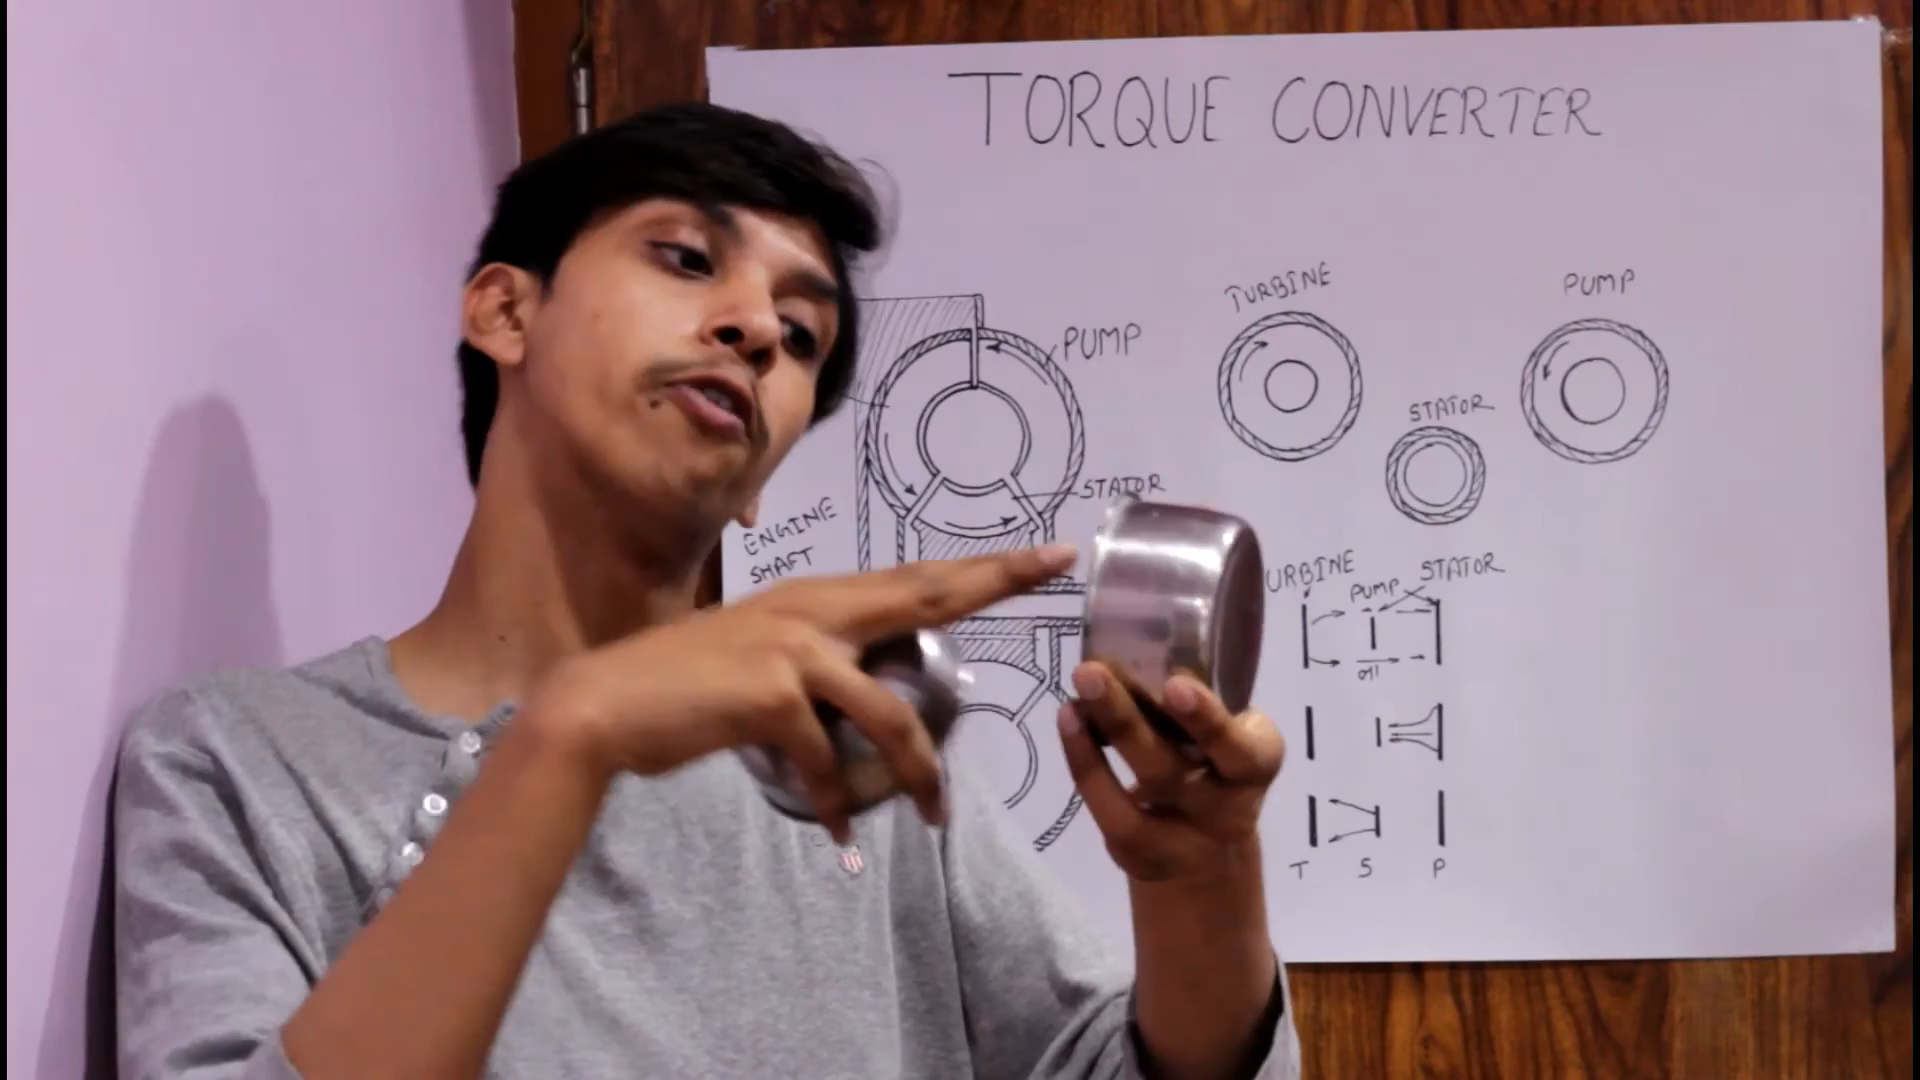 TORQUE CONVERTER
TURBINE
PUMP
PUMP
STATOR
STATOR
ENGINE
SHAFT
URBINE
PUMP
STATOR
T S P